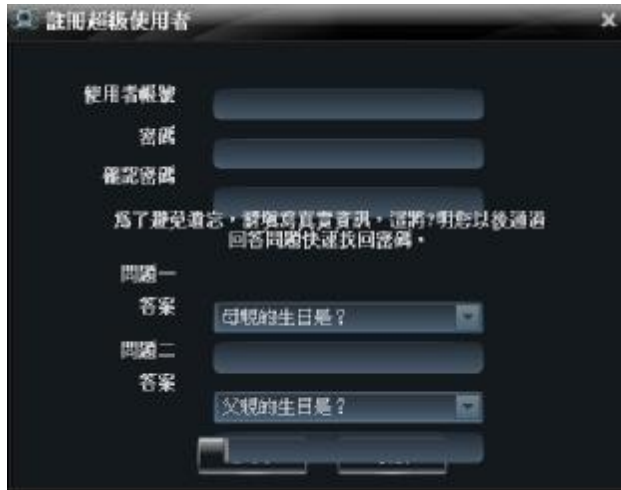 註冊超級使用者
使用者帳號
密碼
確認密碼
為了避免遺忘，請填寫真實資訊，這將?明您以後通過
回答問題快速找回密碼。
問題一
答案
母親的生日是？
問題二
答案
父親的生日是？